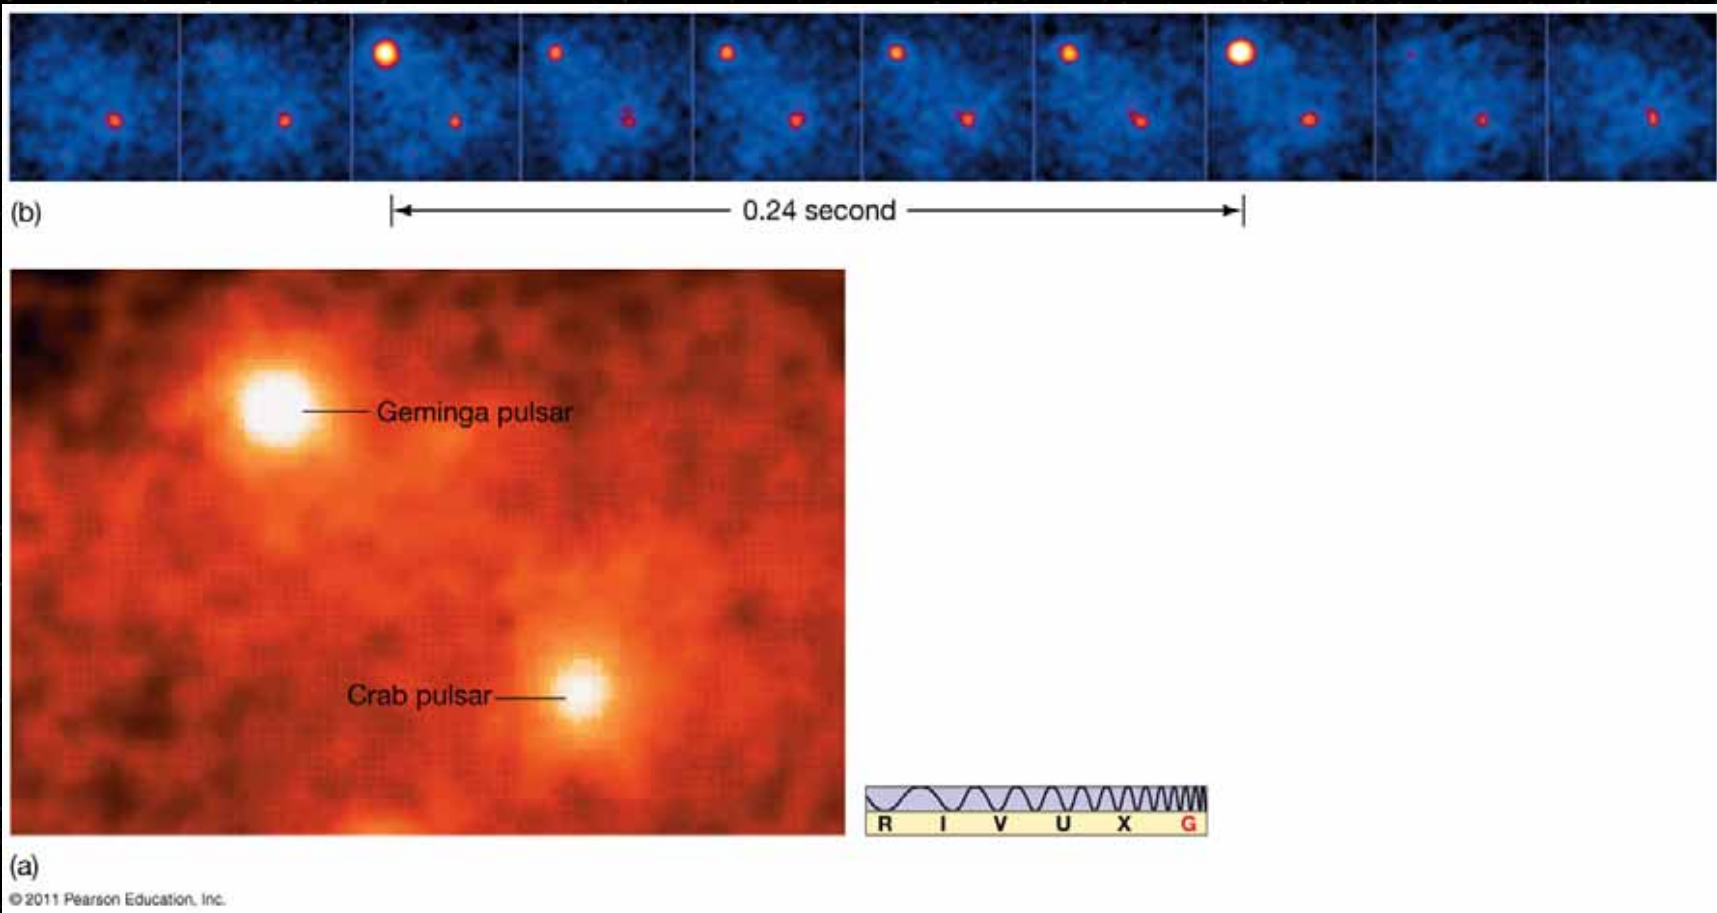 (b)
0.24 second
Geminga pulsar
Crab pulsar
R I V U X G
(a)
© 2011 Pearson Education, Inc.